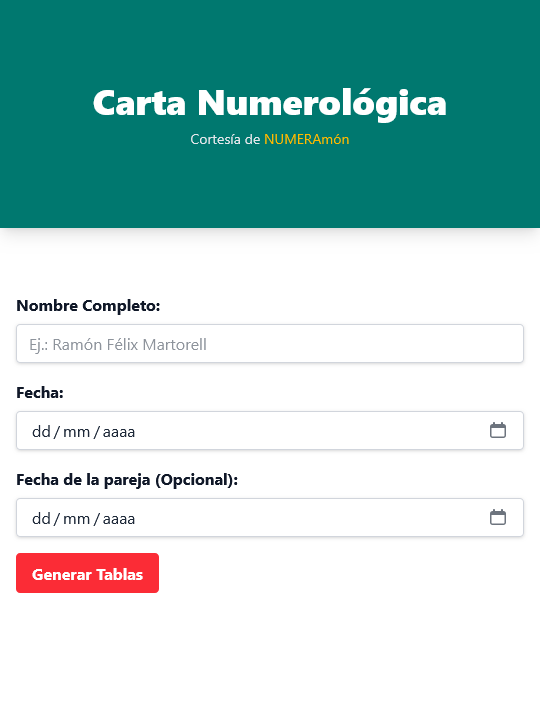 Carta Numerológica
Cortesía de NUMERAmón
Nombre Completo:
Ej.: Ramón Félix Martorell
Fecha:
dd/mm/aaaa
Fecha de la pareja (Opcional):
dd/mm/aaaa
Generar Tablas